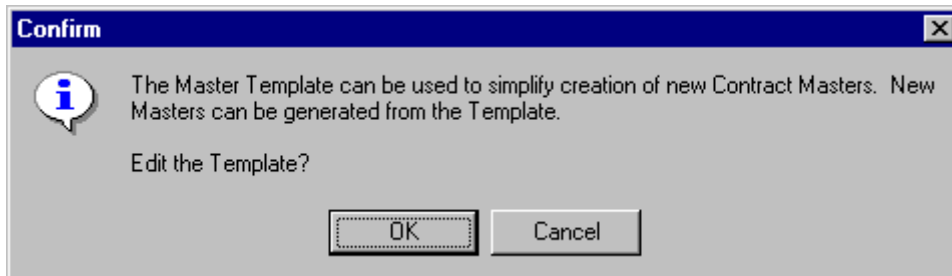 Confirm
The Master Template can be used to simplify creation of new Contract Masters.  New
Masters can be generated from the Template.
Edit the Template?
OK
Cancel